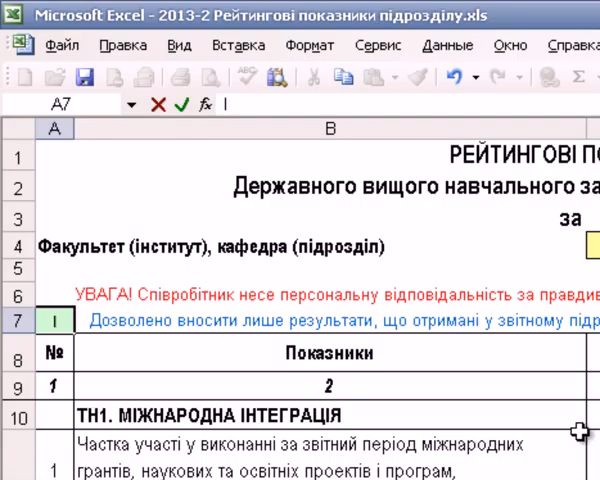 Microsoft Excel - 2013-2 Рейтингові показники підрозділу.xls
Файл Правка Вид Вставка Формат Сервис Данные Окно Справка
A7 fx I
A B
1 РЕЙТИНГОВІ
2 Державного вищого навчального
3 за
4 Факультет (інститут), кафедра (підрозділ)
5
6 УВАГА! Співробітник несе персональну відповідальність за
7 I Дозволено вносити лише результати, що отримані у звітному
8 № Показники
9 1 2
10 ТН1. МІЖНАРОДНА ІНТЕГРАЦІЯ
Частка участі у виконанні за звітний період міжнародних
1 грантів, наукових та освітніх проектів і програм,